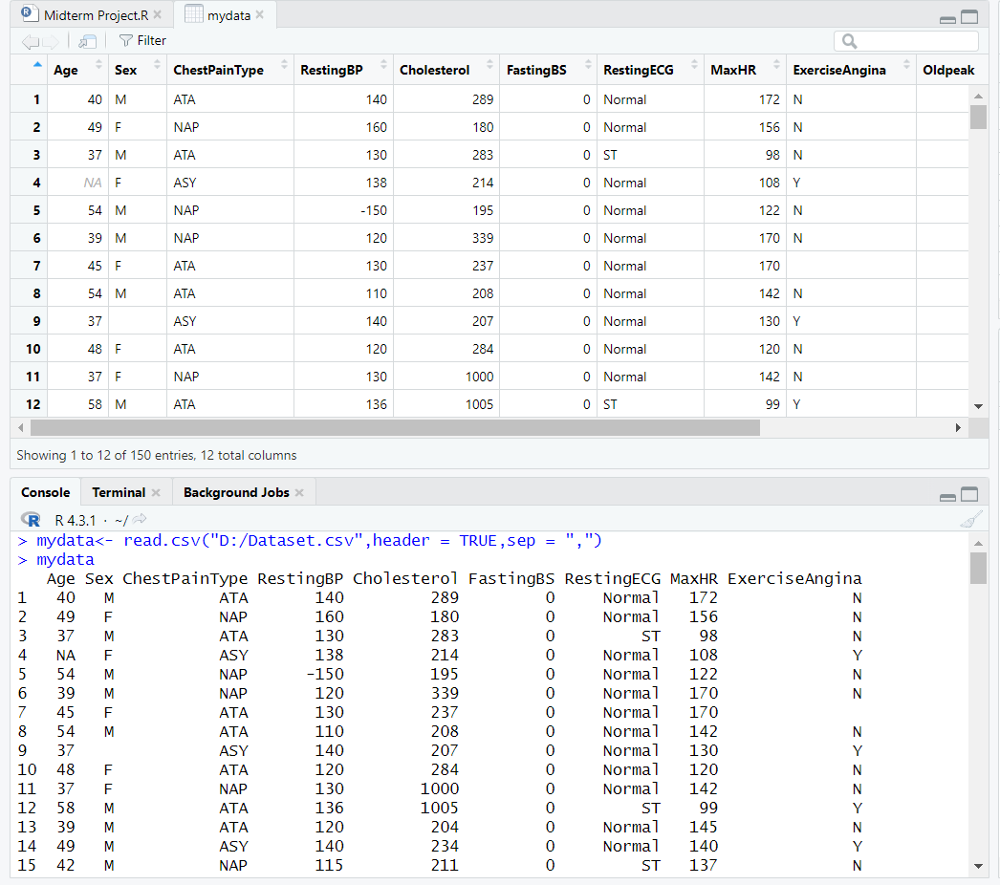 Midterm Project.R
mydata
Filter
Age Sex ChestPainType RestingBP Cholesterol FastingBS RestingECG MaxHR ExerciseAngina Oldpeak
1 40 M ATA 140 289 0 Normal 172 N
2 49 F NAP 160 180 0 Normal 156 N
3 37 M ATA 130 283 0 ST 98 N
4 NA F ASY 138 214 0 Normal 108 Y
5 54 M NAP -150 195 0 Normal 122 N
6 39 M NAP 120 339 0 Normal 170 N
7 45 F ATA 130 237 0 Normal 170
8 54 M ATA 110 208 0 Normal 142 N
9 37 ASY 140 207 0 Normal 130 Y
10 48 F ATA 120 284 0 Normal 120 N
11 37 F NAP 130 1000 0 Normal 142 N
12 58 M ATA 136 1005 0 ST 99 Y
Showing 1 to 12 of 150 entries, 12 total columns
Console Terminal Background Jobs
R R 4.3.1 · ~/
> mydata<- read.csv("D:/Dataset.csv",header = TRUE,sep = ",")
> mydata
Age Sex ChestPainType RestingBP Cholesterol FastingBS RestingECG MaxHR ExerciseAngina
1 40 M ATA 140 289 0 Normal 172 N
2 49 F NAP 160 180 0 Normal 156 N
3 37 M ATA 130 283 0 ST 98 N
4 NA F ASY 138 214 0 Normal 108 Y
5 54 M NAP -150 195 0 Normal 122 N
6 39 M NAP 120 339 0 Normal 170 N
7 45 F ATA 130 237 0 Normal 170
8 54 M ATA 110 208 0 Normal 142 N
9 37 ASY 140 207 0 Normal 130 Y
10 48 F ATA 120 284 0 Normal 120 N
11 37 F NAP 130 1000 0 Normal 142 N
12 58 M ATA 136 1005 0 ST 99 Y
13 39 M ATA 120 204 0 Normal 145 N
14 49 M ASY 140 234 0 Normal 140 Y
15 42 M NAP 115 211 0 ST 137 N